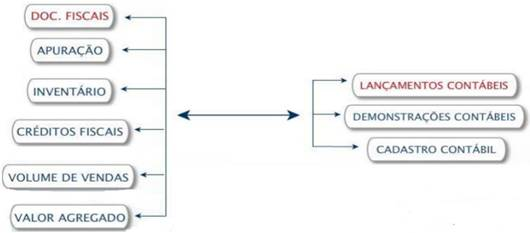 DOC. FISCAIS
APURAÇÃO
INVENTÁRIO
CRÉDITOS FISCAIS
VOLUME DE VENDAS
VALOR AGREGADO
LANÇAMENTOS CONTÁBEIS
DEMONSTRAÇÕES CONTÁBEIS
CADASTRO CONTÁBIL